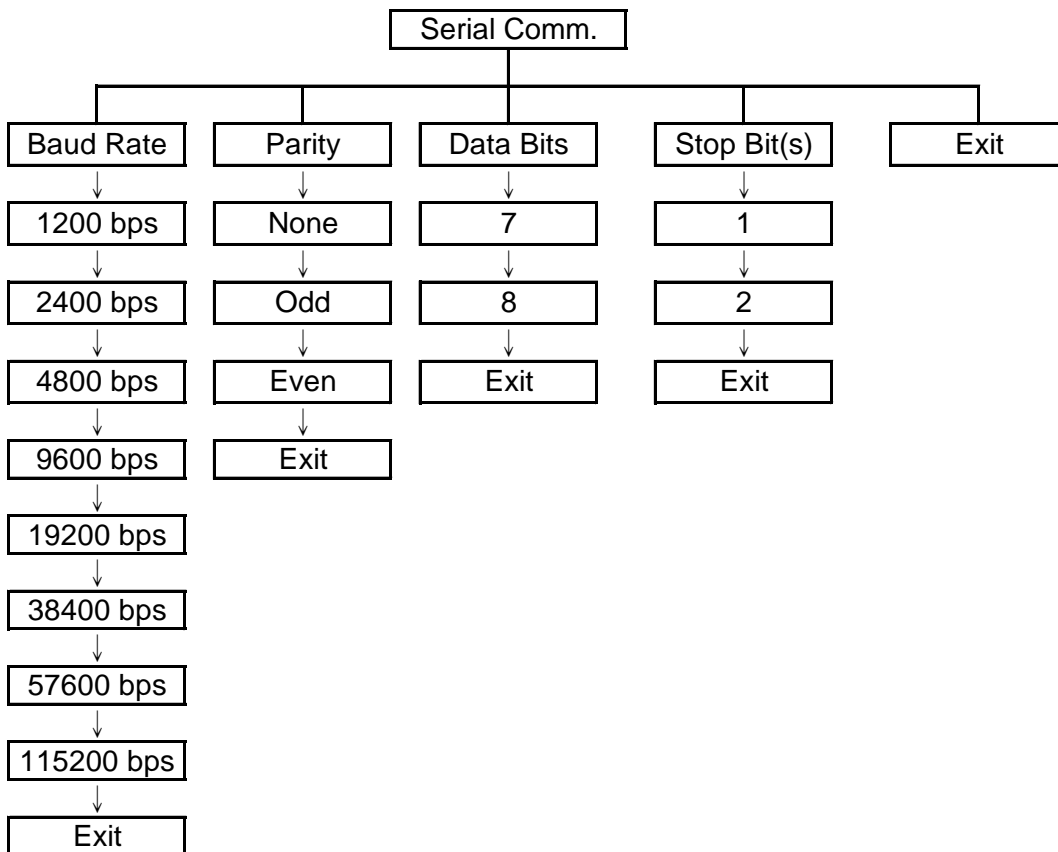 Serial Comm.
Baud Rate
Parity
Data Bits
Stop Bit(s)
Exit
1200 bps
None
7
1
2400 bps
Odd
8
2
4800 bps
Even
Exit
Exit
9600 bps
Exit
19200 bps
38400 bps
57600 bps
115200 bps
Exit